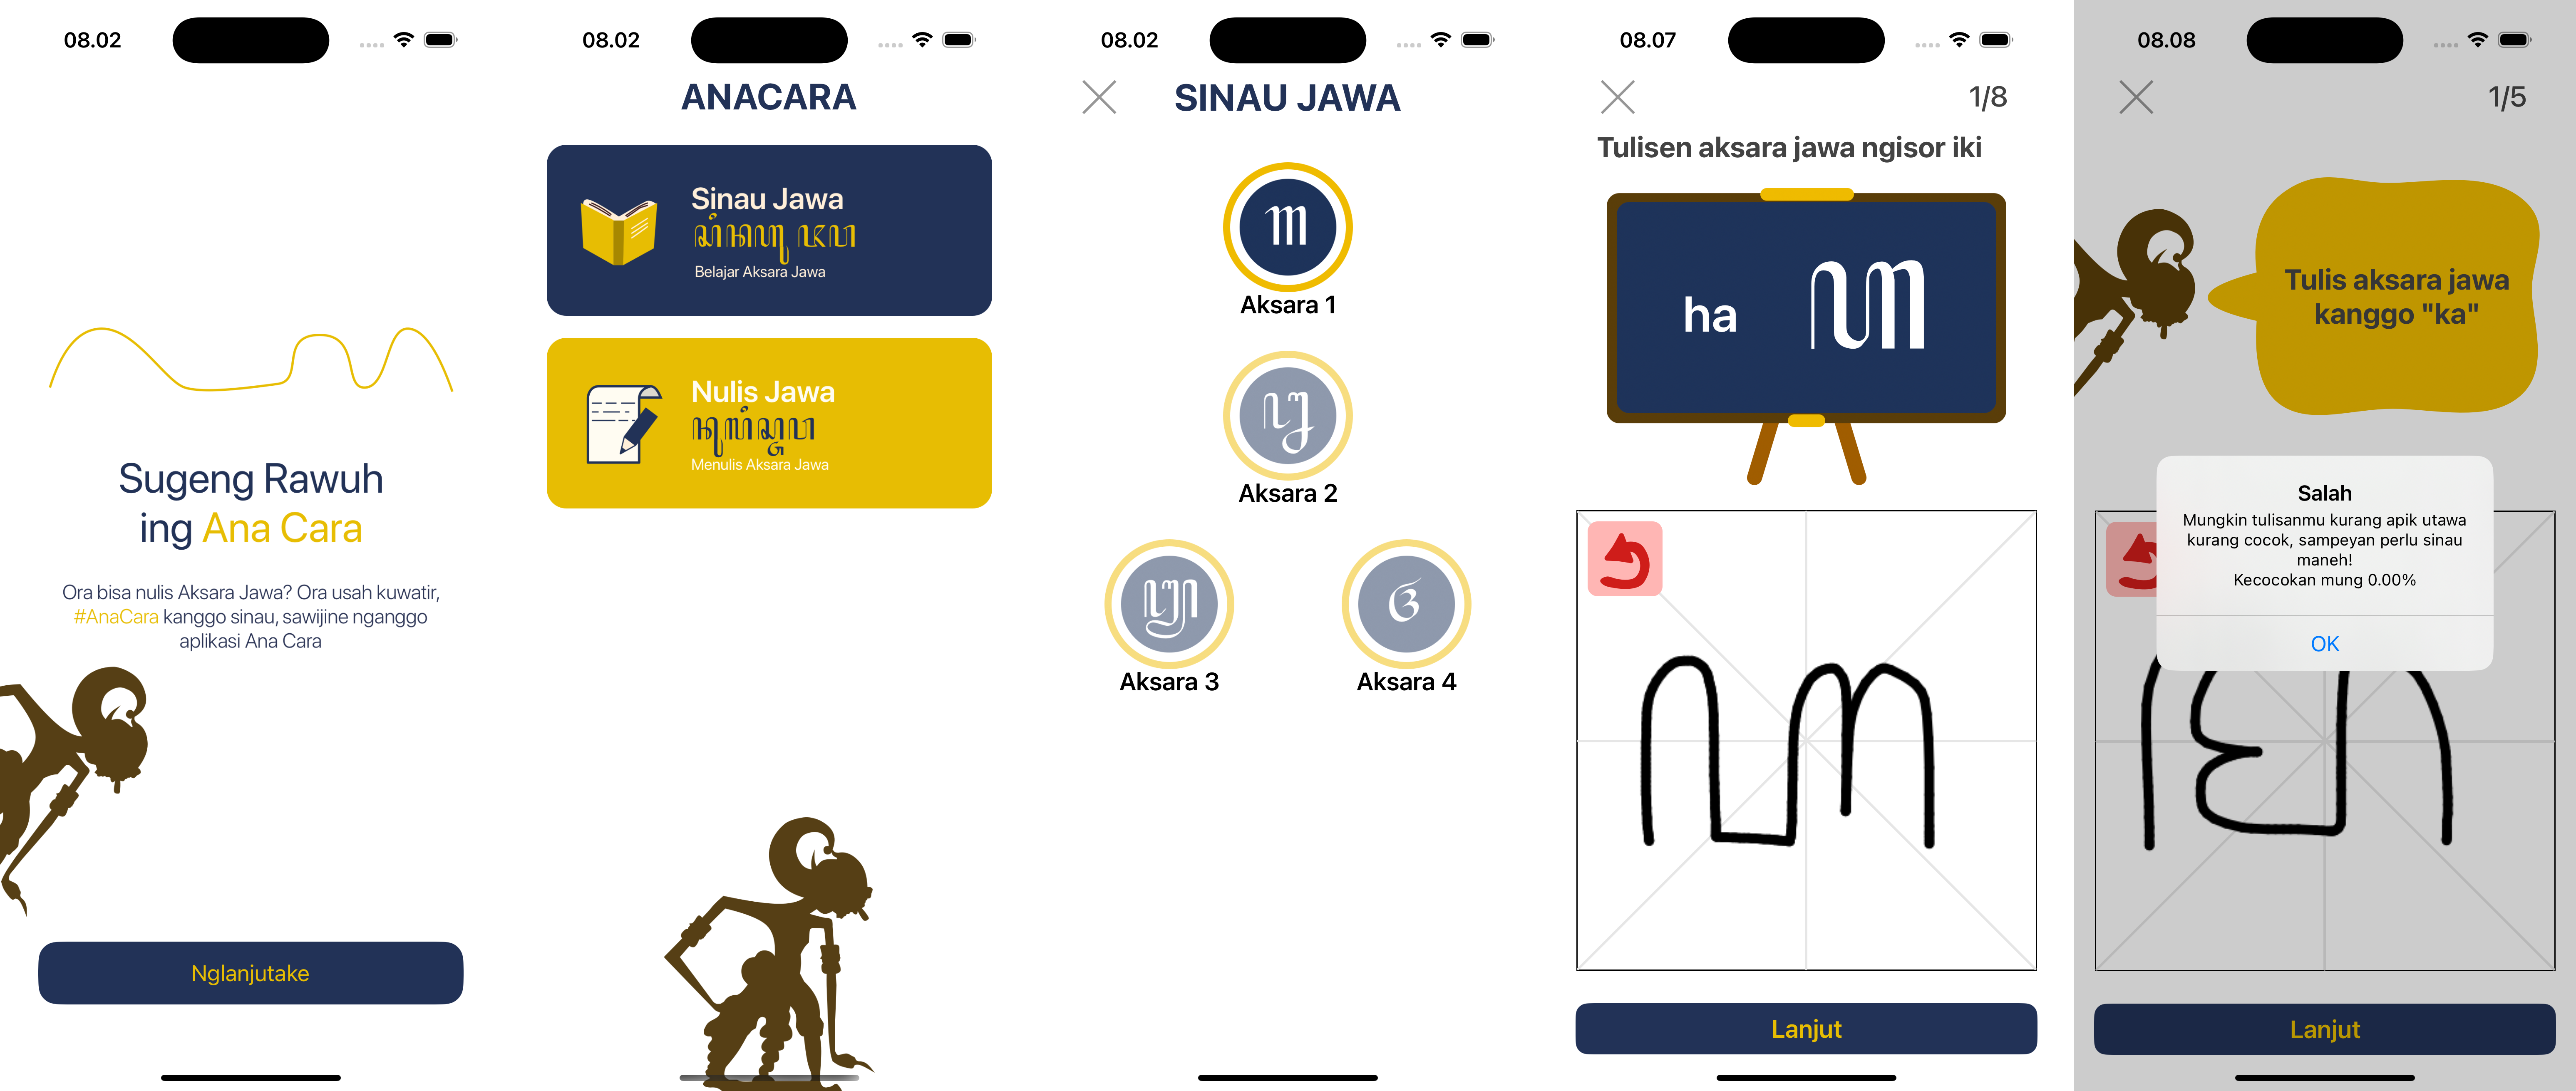 08.02
Sugeng Rawuh
ing Ana Cara
Ora bisa nulis Aksara Jawa? Ora usah kuwatir,
#AnaCara kanggo sinau, sawijine nganggo
aplikasi Ana Cara
Nglanjutake
08.02
ANACARA
Sinau Jawa
ꦱꦶꦤꦲꦸ ꦗꦮ
Belajar Aksara Jawa
Nulis Jawa
ꦤꦸꦭꦶꦱ꧀ꦗꦮ
Menulis Aksara Jawa
08.02
SINAU JAWA
Aksara 1
Aksara 2
Aksara 3
Aksara 4
08.07
1/8
Tulisen aksara jawa ngisor iki
ha ꦲ
ꦲ
Lanjut
08.08
1/5
Tulis aksara jawa
kanggo "ka"
Salah
Mungkin tulisanmu kurang apik utawa
kurang cocok, sampeyan perlu sinau
maneh!
Kecocokan mung 0.00%
OK
Lanjut